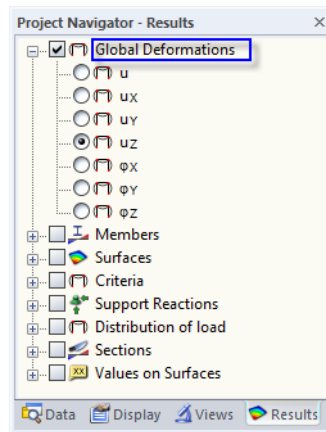 Project Navigator - Results
Global Deformations
u
uX
uY
uZ
φX
φY
φZ
Members
Surfaces
Criteria
Support Reactions
Distribution of load
Sections
xx Values on Surfaces
Data Display Views Results